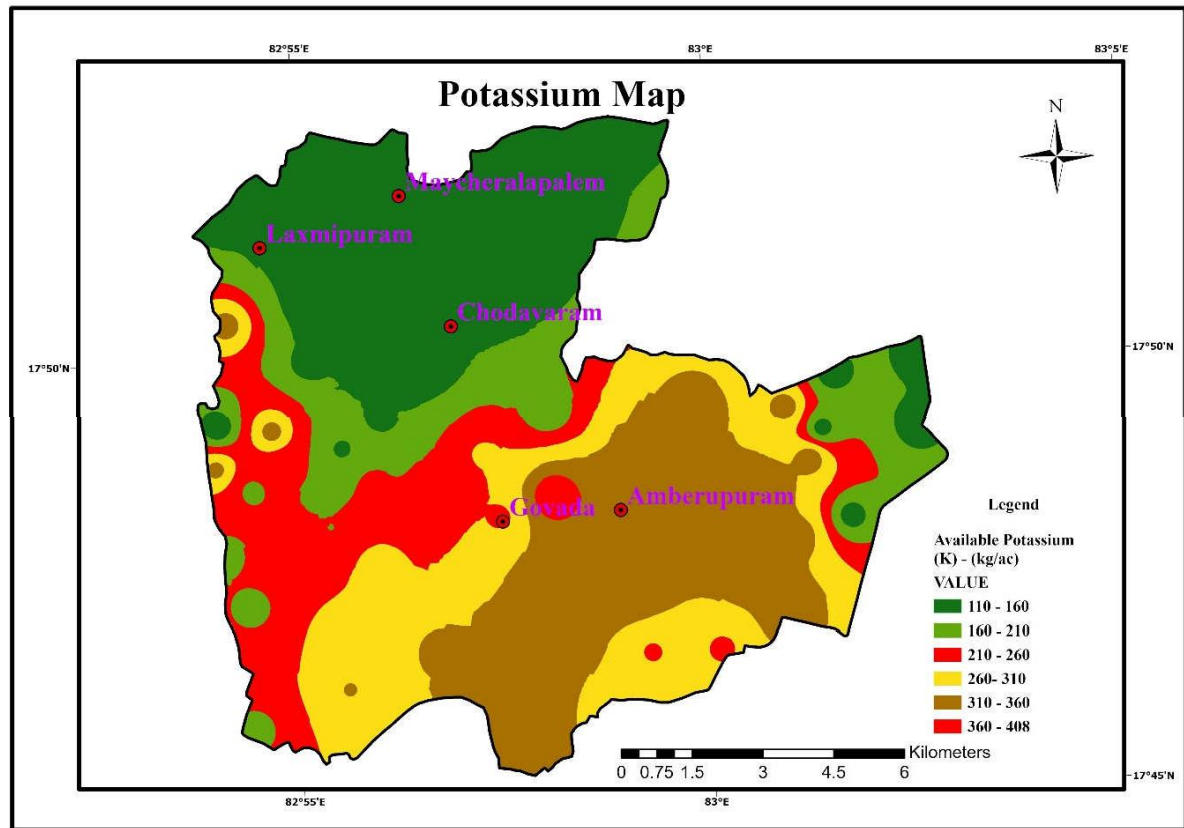 82°55'E
83°E
83°5'E
Potassium Map
N
Maycheralapalem
Laxmipuram
Chodavaram
17°50'N
17°50'N
Govada
Amberupuram
Legend
Available Potassium
(K) - (kg/ac)
VALUE
110 - 160
160 - 210
210 - 260
260- 310
310 - 360
360 - 408
Kilometers
0 0.75 1.5 3 4.5 6
17°45'N
82°55'E
83°E